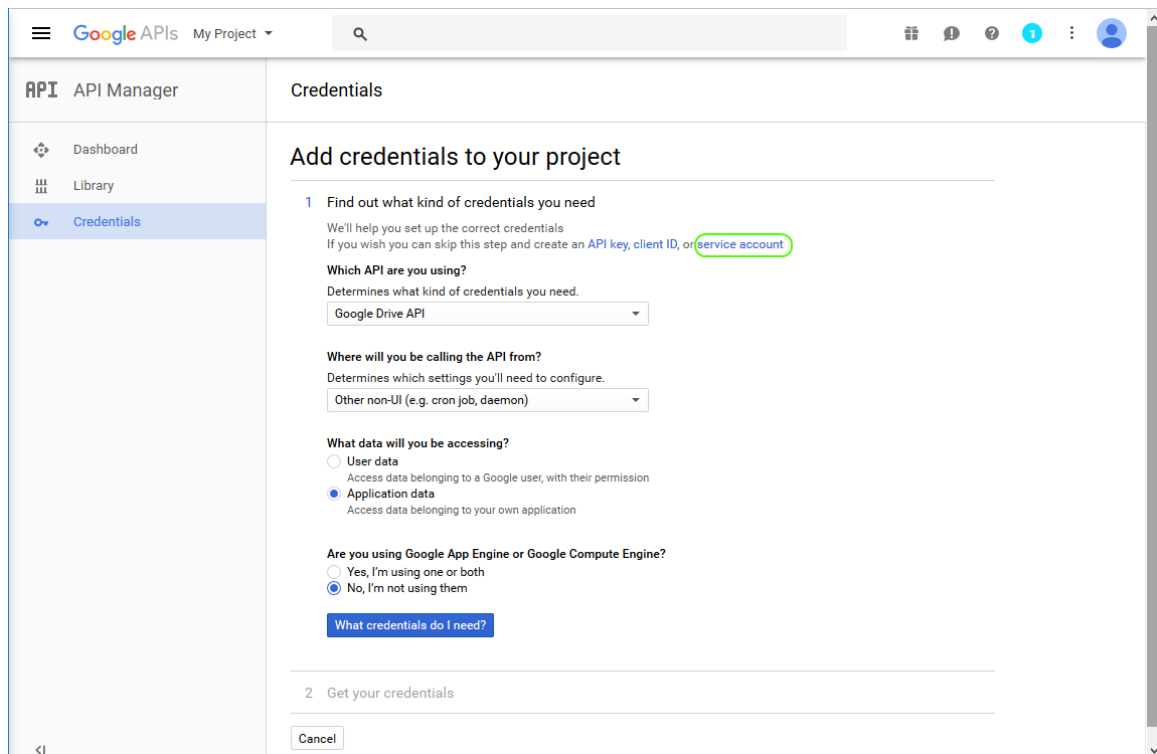 Google APIs My Project
1
API API Manager
Credentials
Dashboard
Library
Credentials
Add credentials to your project
1 Find out what kind of credentials you need
We'll help you set up the correct credentials
If you wish you can skip this step and create an API key, client ID, or service account
Which API are you using?
Determines what kind of credentials you need.
Google Drive API
Where will you be calling the API from?
Determines which settings you'll need to configure.
Other non-UI (e.g. cron job, daemon)
What data will you be accessing?
User data
Access data belonging to a Google user, with their permission
Application data
Access data belonging to your own application
Are you using Google App Engine or Google Compute Engine?
Yes, I'm using one or both
No, I'm not using them
What credentials do I need?
2 Get your credentials
Cancel